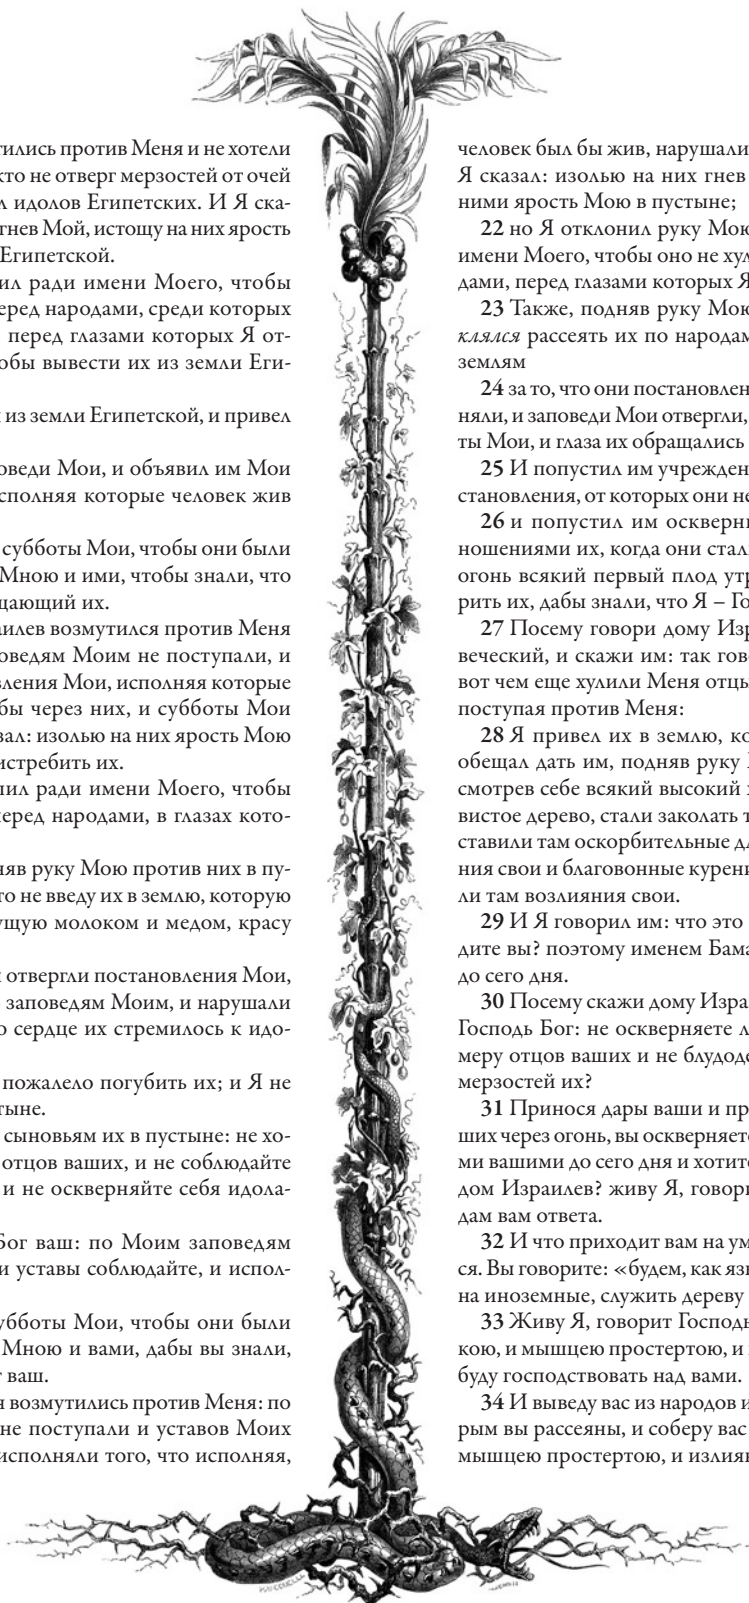 тились против Меня и не хотели
кто не отверг мерзостей от очей
л идолов Египетских. И Я ска-
гнев Мой, истощу на них ярость
Египетской.
ил ради имени Моего, чтобы
еред народами, среди которых
перед глазами которых Я от-
обы вывести их из земли Еги-
из земли Египетской, и привел
оведи Мои, и объявил им Мои
сполняя которые человек жив
субботы Мои, чтобы они были
Мною и ими, чтобы знали, что
щающий их.
аилев возмутился против Меня
оведям Моим не поступали, и
вления Мои, исполняя которые
бы через них, и субботы Мои
зал: изолью на них ярость Мою
истребить их.
пил ради имени Моего, чтобы
перед народами, в глазах кото-
няв руку Мою против них в пу-
то не введу их в землю, которую
ущую молоком и медом, красу
и отвергли постановления Мои,
заповедям Моим, и нарушали
о сердце их стремилось к идо-
пожалело погубить их; и Я не
тыне.
сыновьям их в пустыне: не хо-
отцов ваших, и не соблюдайте
и не оскверняйте себя идола-
Бог ваш: по Моим заповедям
и уставы соблюдайте, и испол-
убботы Мои, чтобы они были
Мною и вами, дабы вы знали,
г ваш.
я возмутились против Меня: по
не поступали и уставов Моих
исполняли того, что исполняя,
человек был бы жив, нарушали
Я сказал: изолью на них гнев
ними ярость Мою в пустыне;
22 но Я отклонил руку Мою
имени Моего, чтобы оно не хул
дами, перед глазами которых Я
23 Также, подняв руку Мою
клялся рассеять их по народам
землям
24 за то, что они постановлен
няли, и заповеди Мои отвергли,
ты Мои, и глаза их обращались
25 И попустил им учрежден
становления, от которых они не
26 и попустил им оскверни
ношениями их, когда они стали
огонь всякий первый плод утр
рить их, дабы знали, что Я – Го
27 Посему говори дому Изр
веческий, и скажи им: так гов
вот чем еще хулили Меня отцы
поступая против Меня:
28 Я привел их в землю, ко
обещал дать им, подняв руку
смотрев себе всякий высокий
вистое дерево, стали заколать т
ставили там оскорбительные дл
ния свои и благовонные курени
ли там возлияния свои.
29 И Я говорил им: что это
дите вы? поэтому именем Бама
до сего дня.
30 Посему скажи дому Изра
Господь Бог: не оскверняете л
меру отцов ваших и не блудоде
мерзостей их?
31 Принося дары ваши и пр
ших через огонь, вы оскверняете
ми вашими до сего дня и хотите
дом Израилев? живу Я, говори
дам вам ответа.
32 И что приходит вам на ум
ся. Вы говорите: «будем, как язы
на иноземные, служить дереву
33 Живу Я, говорит Господь
кою, и мышцею простертою, и
буду господствовать над вами.
34 И выведу вас из народов и
рым вы рассеяны, и соберу вас
мышцею простертою, и излиян